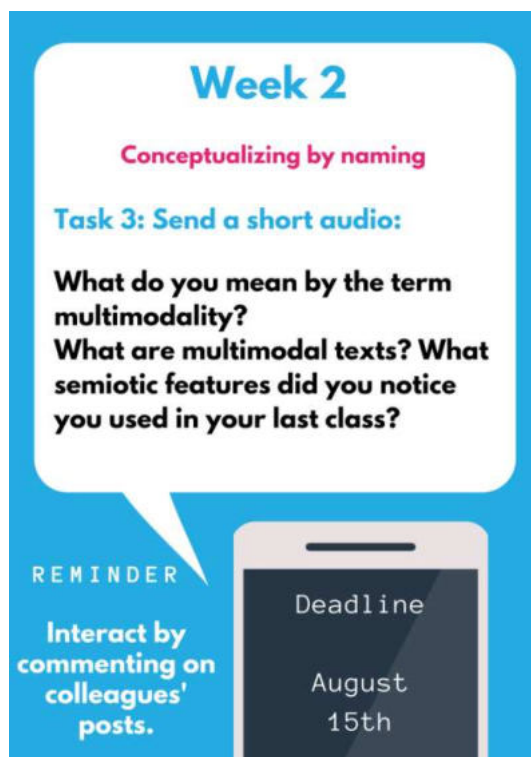 Week 2
Conceptualizing by naming
Task 3: Send a short audio:
What do you mean by the term
multimodality?
What are multimodal texts? What
semiotic features did you notice
you used in your last class?
REMINDER
Interact by
commenting on
colleagues'
posts.
Deadline
August
15th